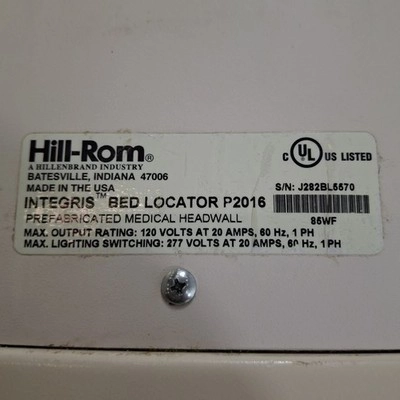 Hill-Rom®
A HILLENBRAND INDUSTRY
BATESVILLE, INDIANA 47006
MADE IN THE USA
C UL® US LISTED
S/N: J282BL5570
INTEGRIS™ BED LOCATOR P2016
PREFABRICATED MEDICAL HEADWALL
85WF
MAX. OUTPUT RATING: 120 VOLTS AT 20 AMPS, 60 Hz, 1 PH
MAX. LIGHTING SWITCHING: 277 VOLTS AT 20 AMPS, 60 Hz, 1 PH